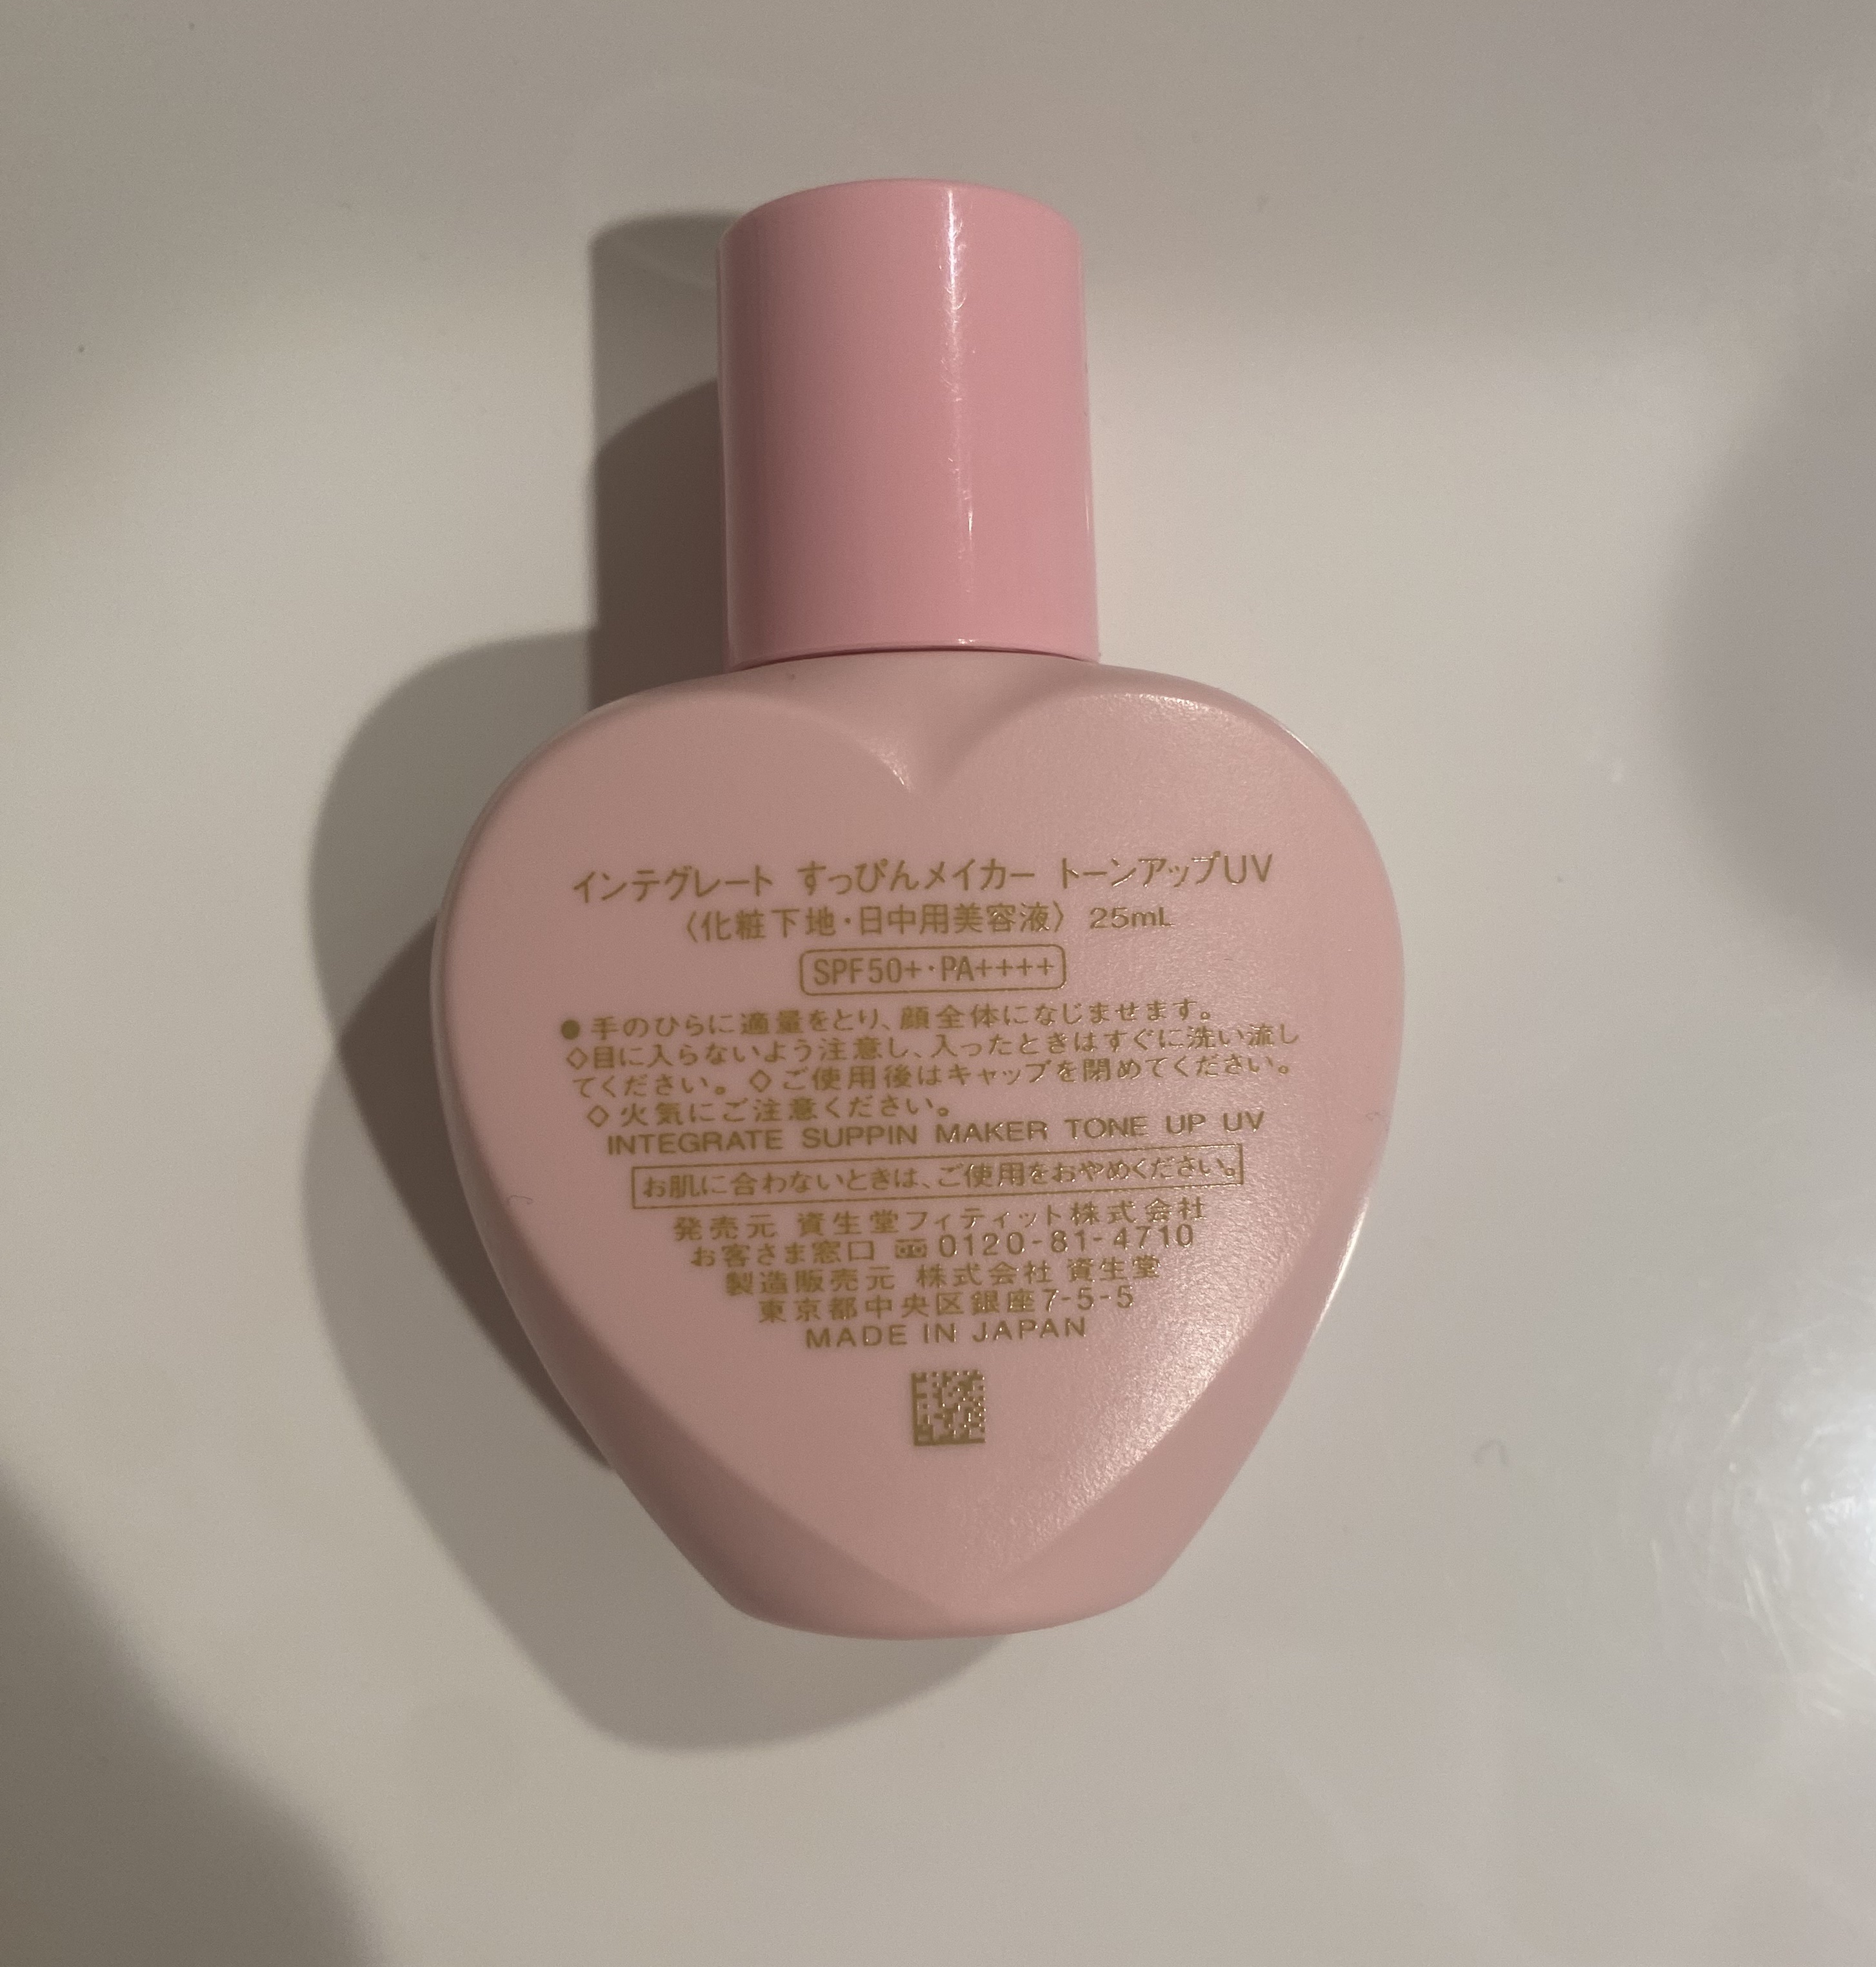 インテグレート すっぴんメイカー トーンアップUV
〈化粧下地・日中用美容液〉 25mL
SPF50+・PA++++
●手のひらに適量をとり、顔全体になじませます。
◇目に入らないよう注意し、入ったときはすぐに洗い流し
てください。◇ご使用後はキャップを閉めてください。
◇火気にご注意ください。
INTEGRATE SUPPIN MAKER TONE UP UV
お肌に合わないときは、ご使用をおやめください。
発売元 資生堂フィティット株式会社
お客さま窓口 0120-81-4710
製造販売元 株式会社 資生堂
東京都中央区銀座7-5-5
MADE IN JAPAN